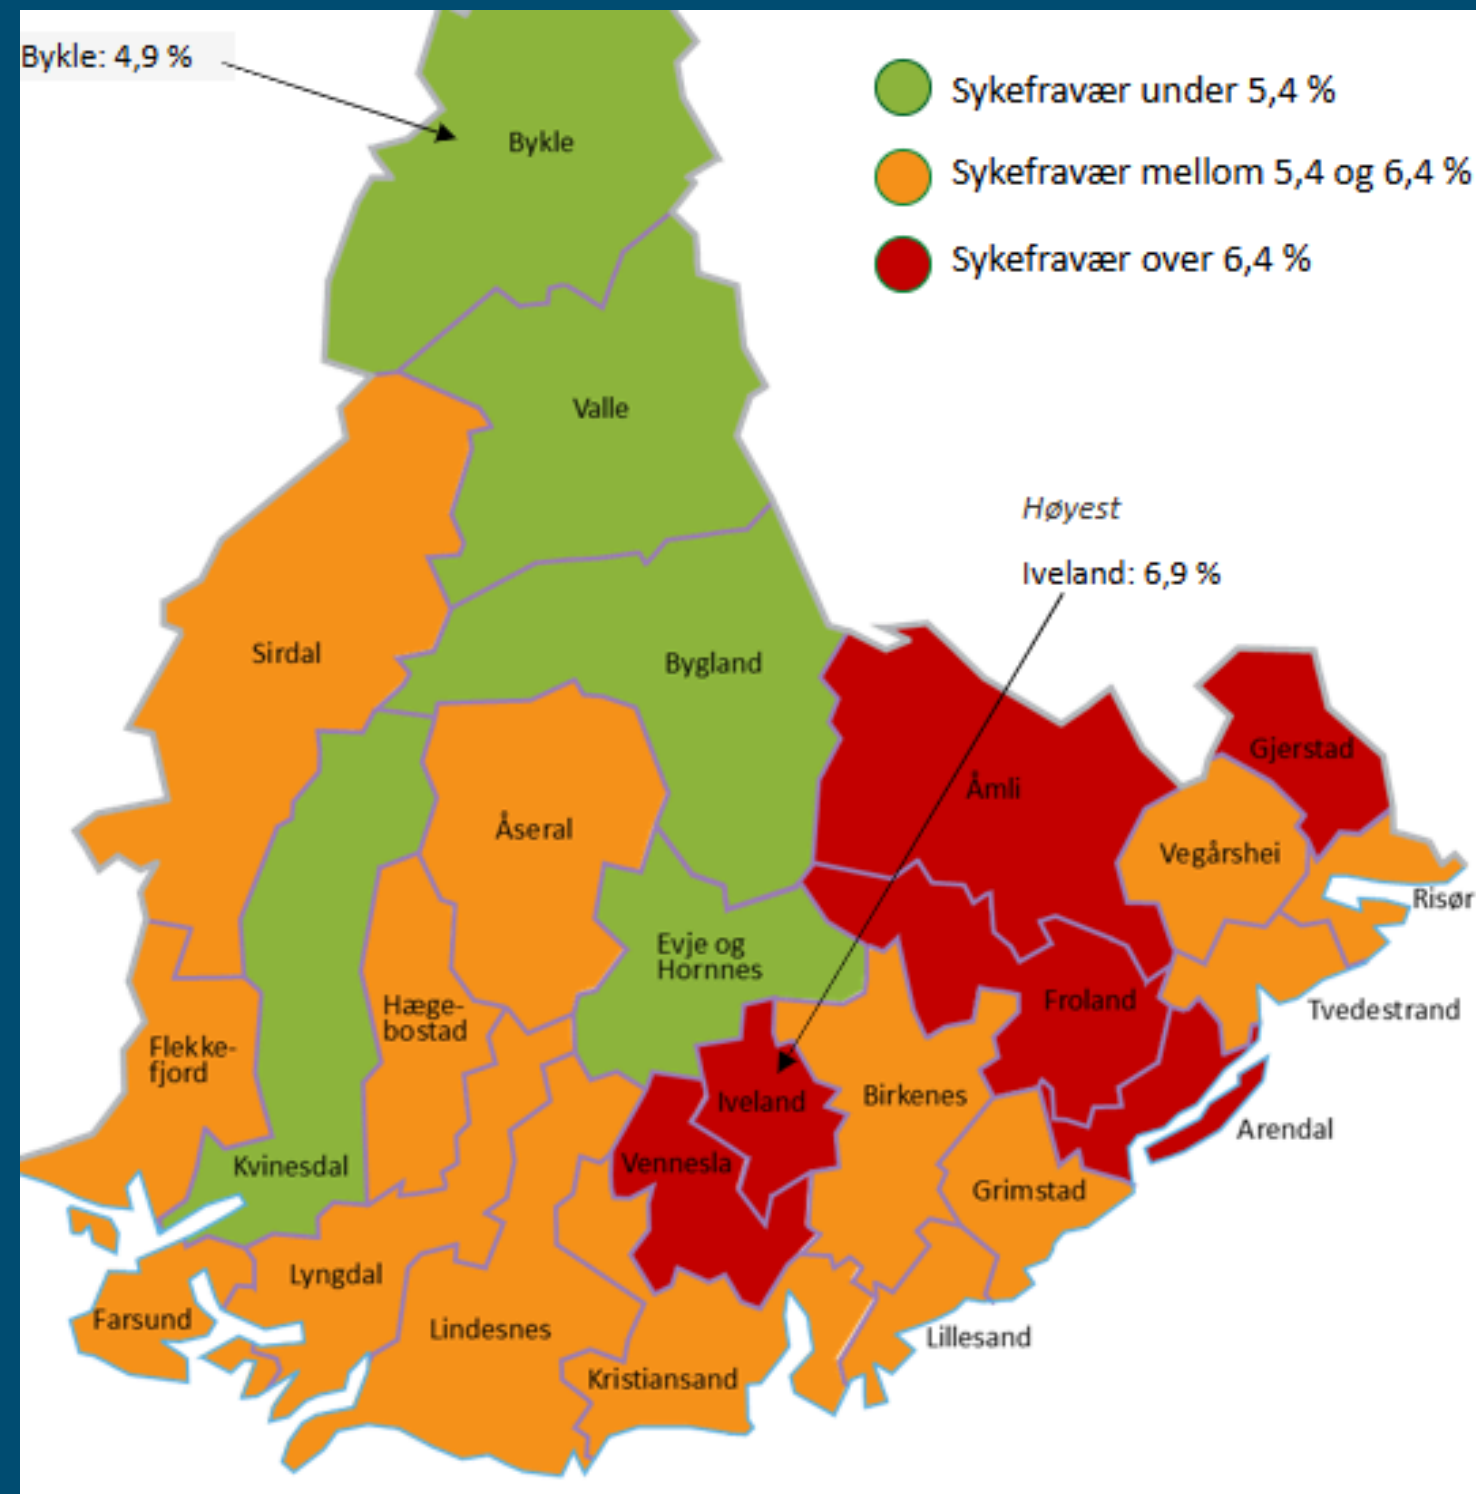 Bykle: 4,9 %
Sykefravær under 5,4 %
Sykefravær mellom 5,4 og 6,4 %
Sykefravær over 6,4 %
Bykle
Valle
Høyest
Iveland: 6,9 %
Sirdal
Bygland
Gjerstad
Åmli
Åseral
Vegårshei
Risør
Evje og
Hornnes
Hæge-
bostad
Froland
Tvedestrand
Flekke-
fjord
Iveland
Birkenes
Arendal
Kvinesdal
Vennesla
Grimstad
Lyngdal
Farsund
Lindesnes
Lillesand
Kristiansand